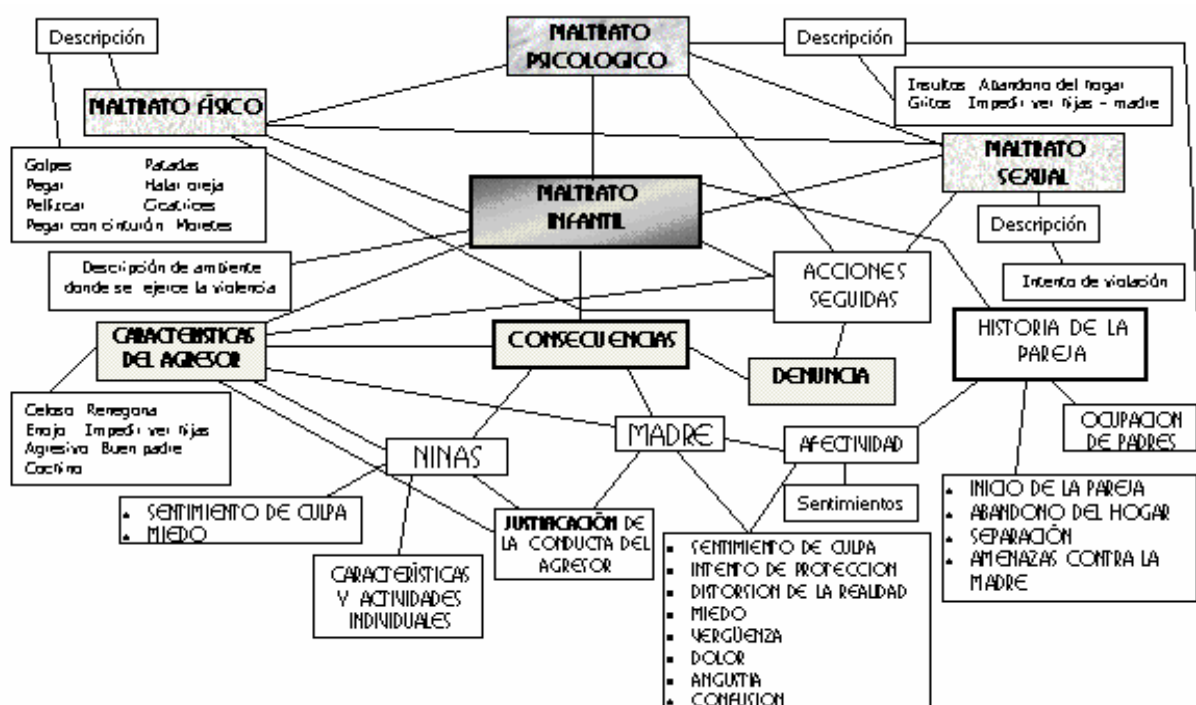 Descripción
MALTRATO
PSICOLOGICO
Descripción
MALTRATO FÍSICO
Insultos Abandono del hogar
Gritos Impedir ver hijas - madre
Golpes Patadas
Pegar Halar oreja
Pellizcar Cicatrices
Pegar con cinturón Moretes
MALTRATO
SEXUAL
MALTRATO
INFANTIL
Descripción
Descripción de ambiente
donde se ejerce la violencia
ACCIONES
SEGUIDAS
Intento de violación
CARACTERISTICAS
DEL AGRESOR
CONSECUENCIAS
HISTORIA DE LA
PAREJA
DENUNCIA
Celoso Renegona
Enojo Impedir ver hijas
Agresivo Buen padre
Cochino
NINAS
MADRE
AFECTIVIDAD
OCUPACION
DE PADRES
Sentimientos
• SENTIMIENTO DE CULPA
• MIEDO
JUSTIFICACIÓN DE
LA CONDUCTA DEL
AGRESOR
• INICIO DE LA PAREJA
• ABANDONO DEL HOGAR
• SEPARACIÓN
• AMENAZAS CONTRA LA
MADRE
CARACTERÍSTICAS
Y ACTIVIDADES
INDIVIDUALES
▪ SENTIMIENTO DE CULPA
▪ INTENTO DE PROTECCION
▪ DISTORSION DE LA REALIDAD
▪ MIEDO
▪ VERGÜENZA
▪ DOLOR
▪ ANGUSTIA
▪ CONFUSION